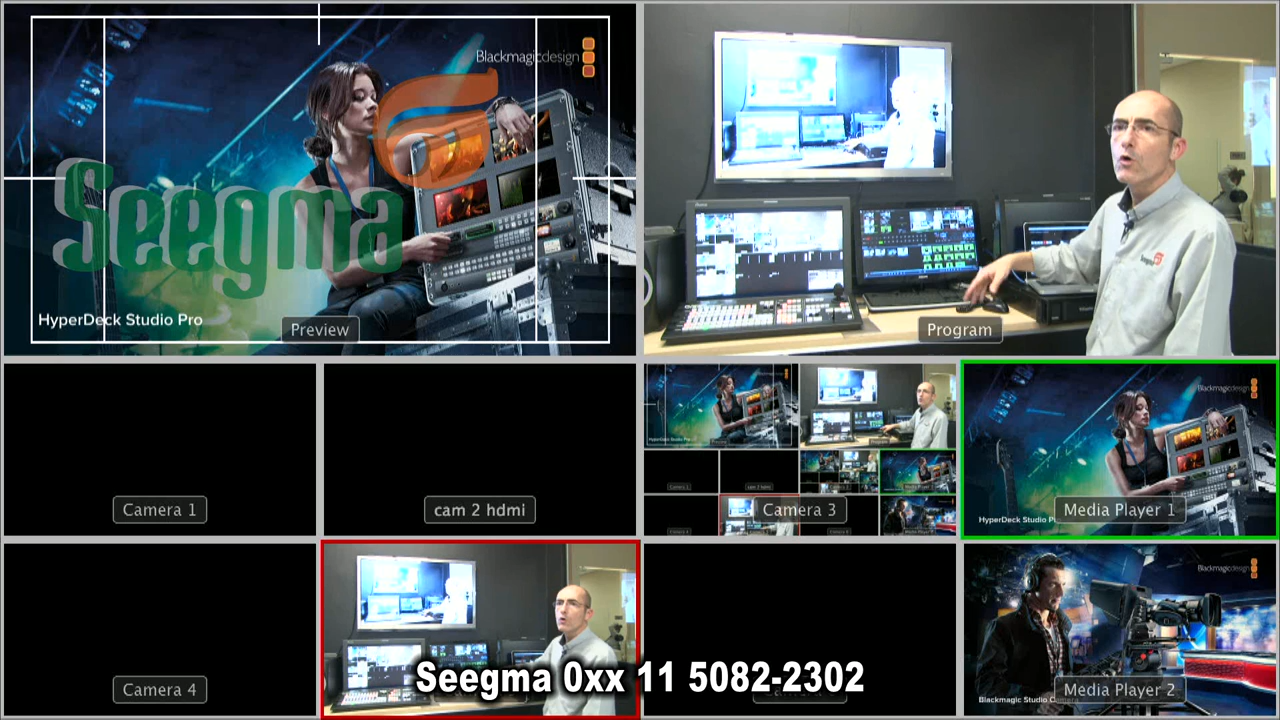 Blackmagicdesign
Seegma
HyperDeck Studio Pro
Preview
Program
Camera 1
cam 2 hdmi
Camera 3
Blackmagicdesign
HyperDeck Studio P
Media Player 1
Camera 4
Blackmagicdesign
Blackmagic Studio Camera
Media Player 2
Seegma 0xx 11 5082-2302